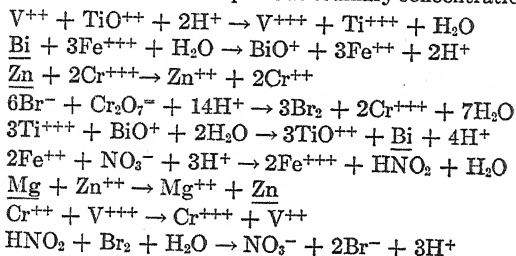 V⁺⁺ + TiO⁺⁺ + 2H⁺ → V⁺⁺⁺ + Ti⁺⁺⁺ + H₂O
Bi + 3Fe⁺⁺⁺ + H₂O → BiO⁺ + 3Fe⁺⁺ + 2H⁺
Zn + 2Cr⁺⁺⁺ → Zn⁺⁺ + 2Cr⁺⁺
6Br⁻ + Cr₂O₇⁼ + 14H⁺ → 3Br₂ + 2Cr⁺⁺⁺ + 7H₂O
3Ti⁺⁺⁺ + BiO⁺ + 2H₂O → 3TiO⁺⁺ + Bi + 4H⁺
2Fe⁺⁺ + NO₃⁻ + 3H⁺ → 2Fe⁺⁺⁺ + HNO₂ + H₂O
Mg + Zn⁺⁺ → Mg⁺⁺ + Zn
Cr⁺⁺ + V⁺⁺⁺ → Cr⁺⁺⁺ + V⁺⁺
HNO₂ + Br₂ + H₂O → NO₃⁻ + 2Br⁻ + 3H⁺